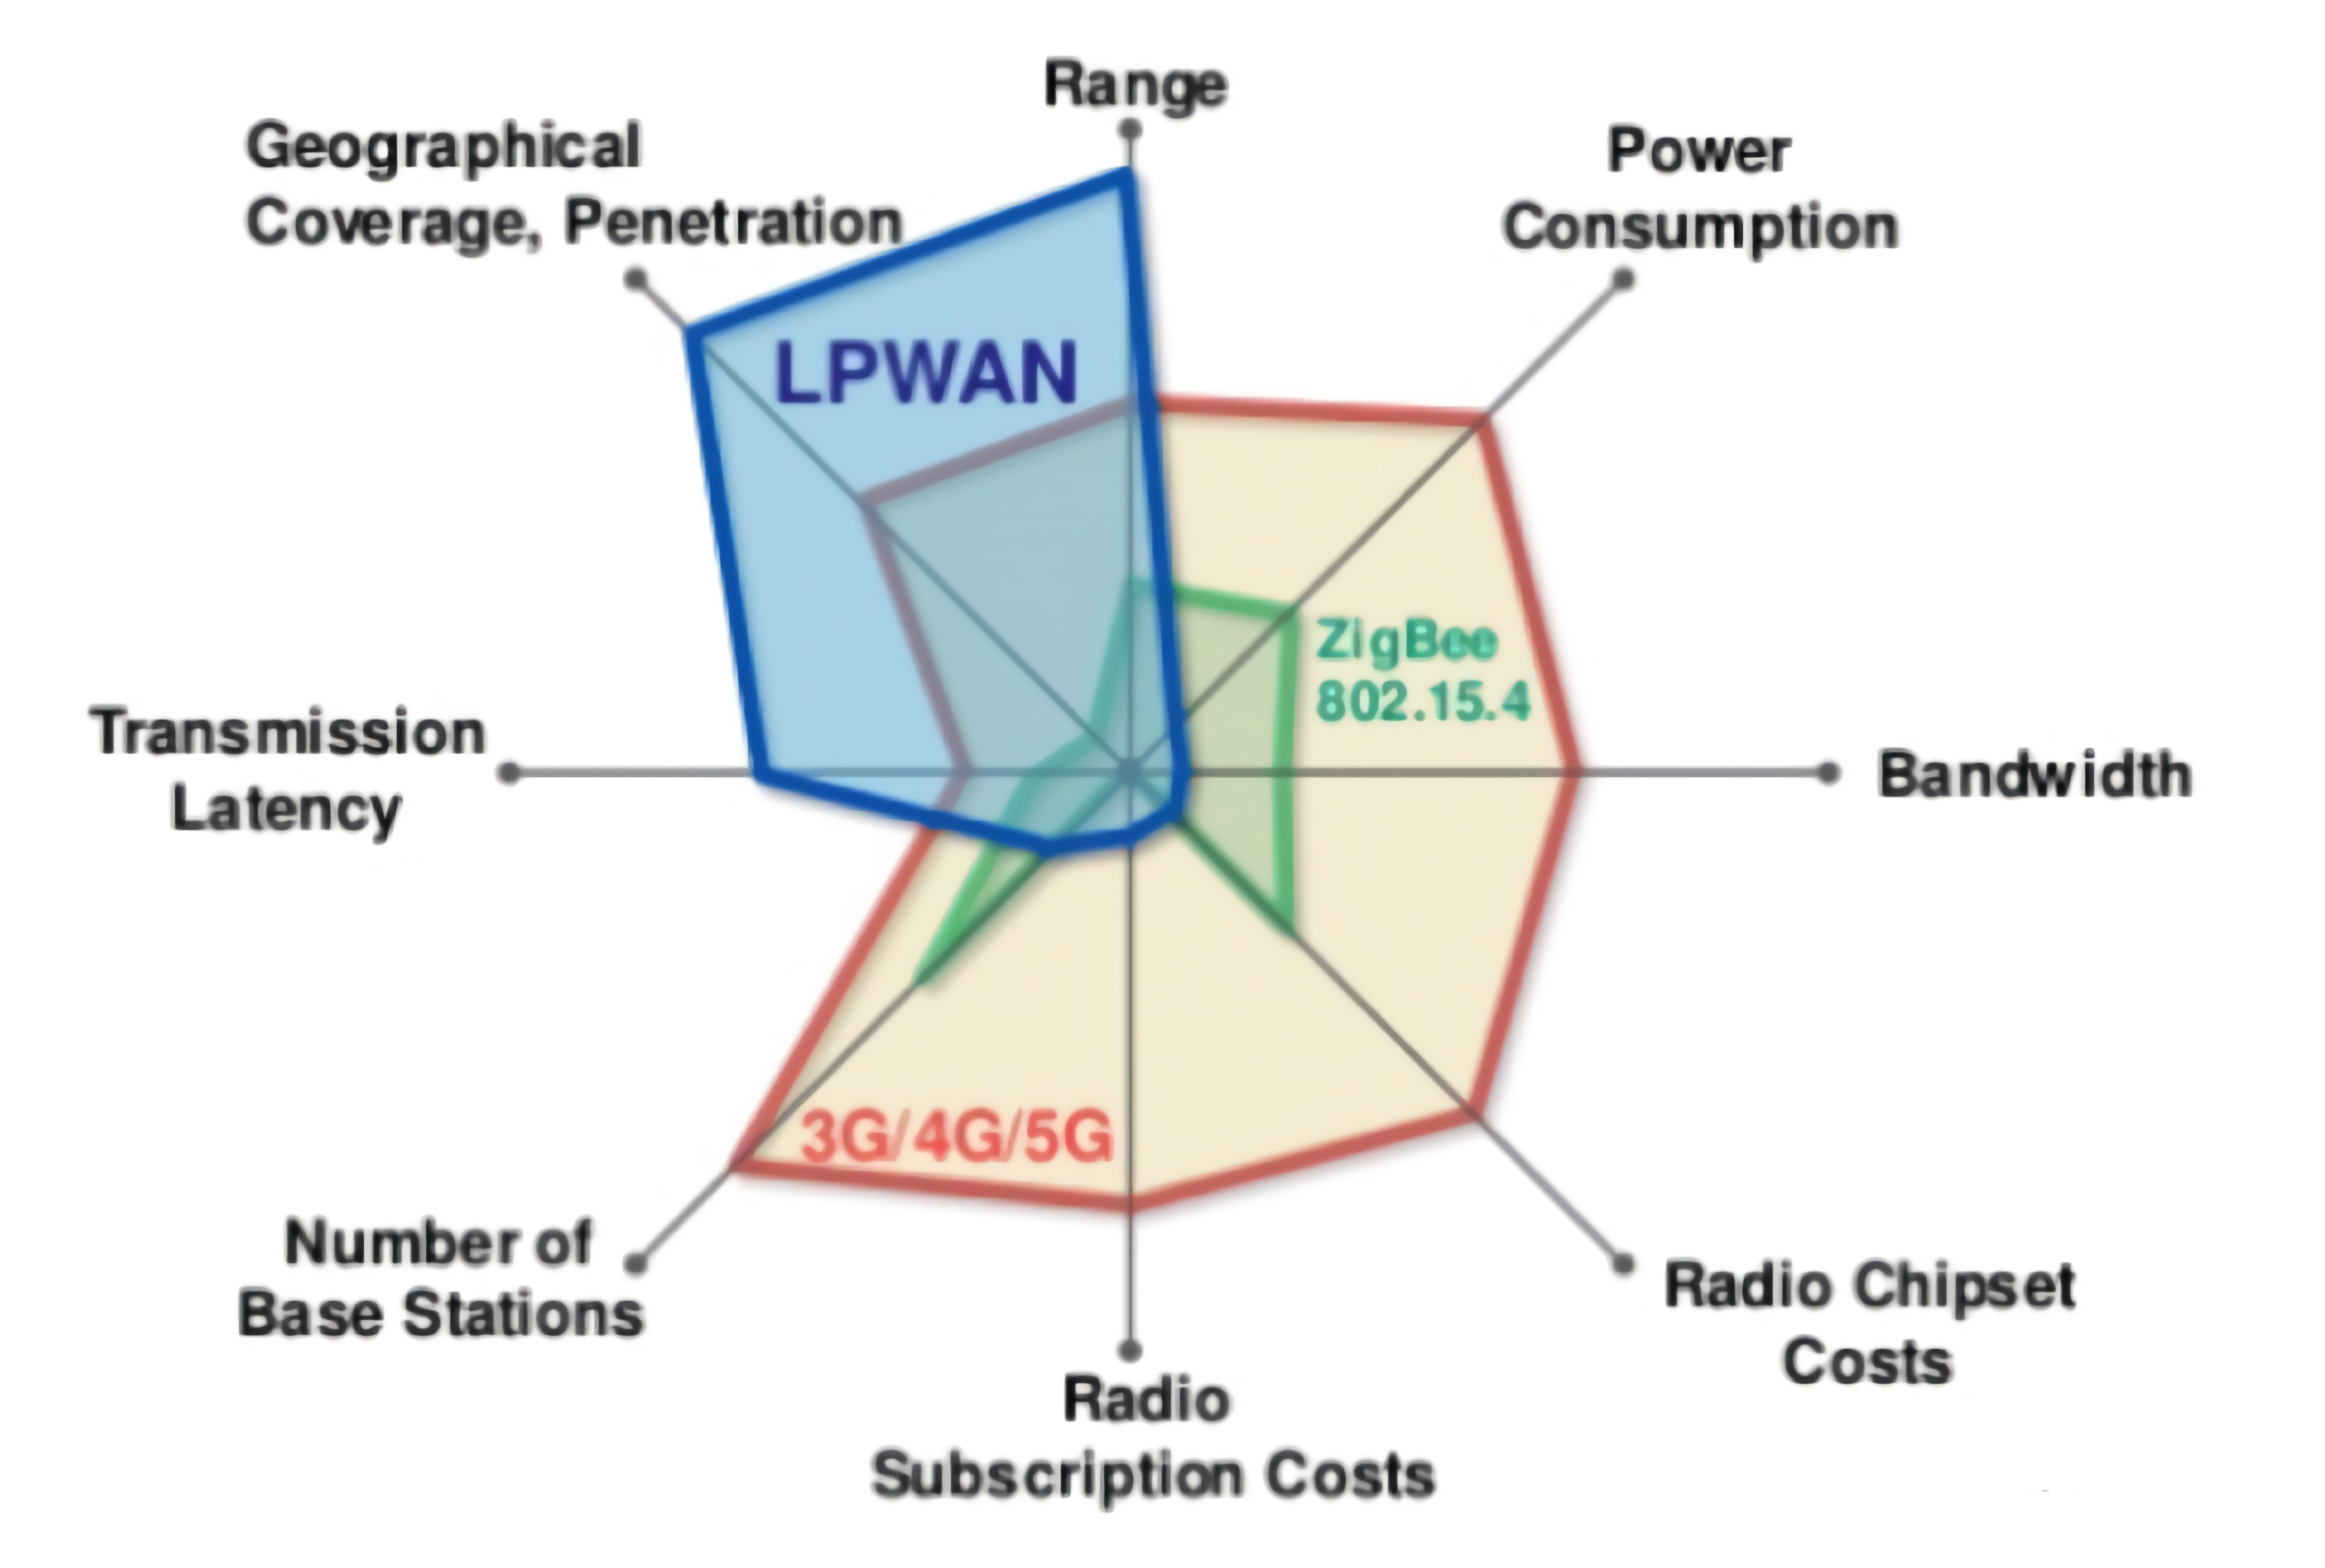 Range
Geographical
Coverage, Penetration
Power
Consumption
LPWAN
ZigBee
802.15.4
Transmission
Latency
Bandwidth
3G/4G/5G
Number of
Base Stations
Radio Chipset
Costs
Radio
Subscription Costs